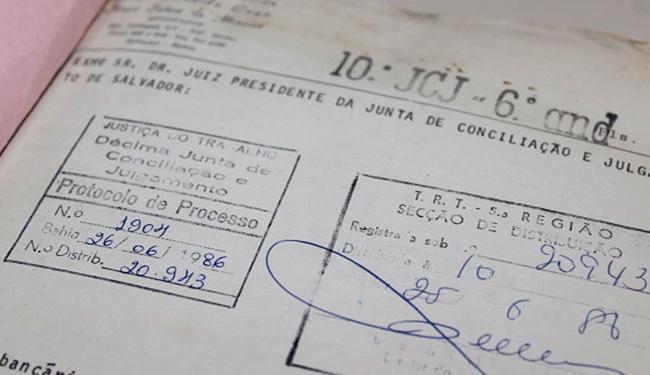 10.ª JCJ - 6.º and
Fls.
EXMO SR. DR. JUIZ PRESIDENTE DA JUNTA DE CONCILIAÇÃO E JULGA
TO DE SALVADOR:
JUSTIÇA DO TRABALHO
Décima Junta de
Conciliação e
Julgamento
Protocolo de Processo
N.o 1904
Bahia 26/06/1986
N.o Distrib. 20.943
T. R. T. - 5.a REGIÃO
SECÇÃO DE DISTRIBUIÇÃO
Registra o sob n.o 20943
10
25 6 86
bancári